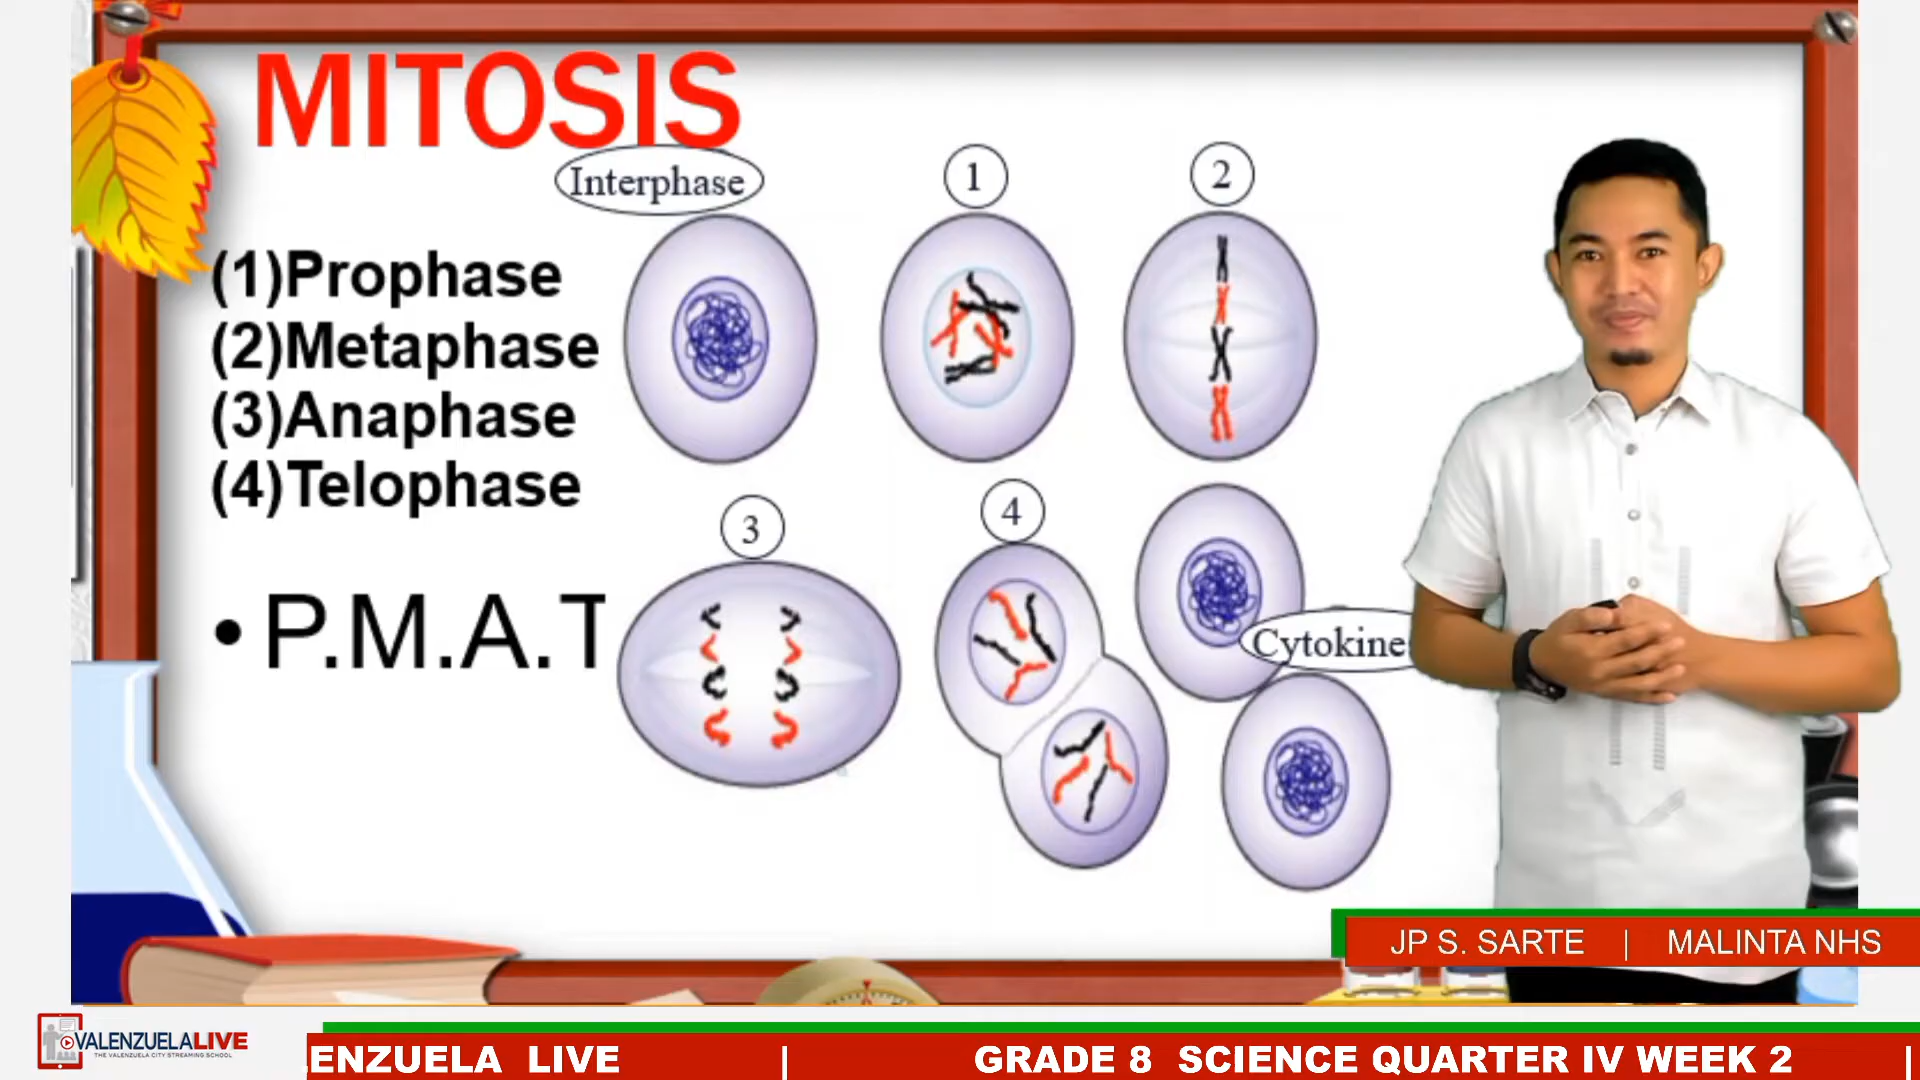 MITOSIS
Interphase
1
2
(1)Prophase
(2)Metaphase
(3)Anaphase
(4)Telophase
3
4
• P.M.A.T
Cytokine
JP S. SARTE | MALINTA NHS
VALENZUELALIVE
THE VALENZUELA CITY STREAMING SCHOOL
ENZUELA LIVE | GRADE 8 SCIENCE QUARTER IV WEEK 2 |